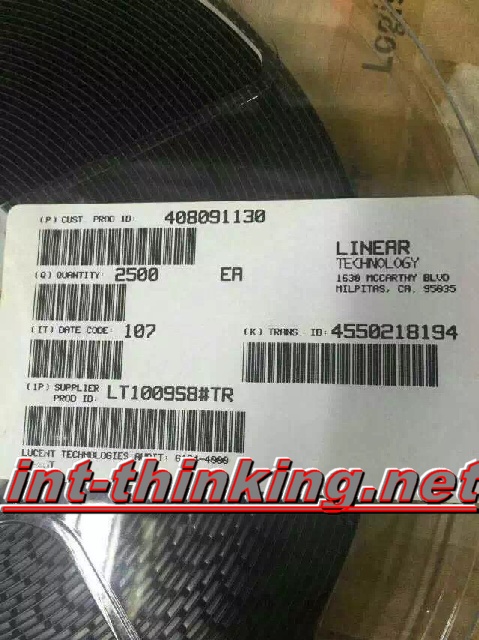 (P) CUST. PROD ID: 408091130
LINEAR
TECHNOLOGY
1630 MCCARTHY BLVD
MILPITAS, CA. 95035
(Q) QUANTITY: 2500 EA
(1T) DATE CODE: 107
(K) TRANS. ID: 4550218194
(1P) SUPPLIER
PROD ID: LT1009S8#TR
LUCENT TECHNOLOGIES AUDIT:
int-thinking.net